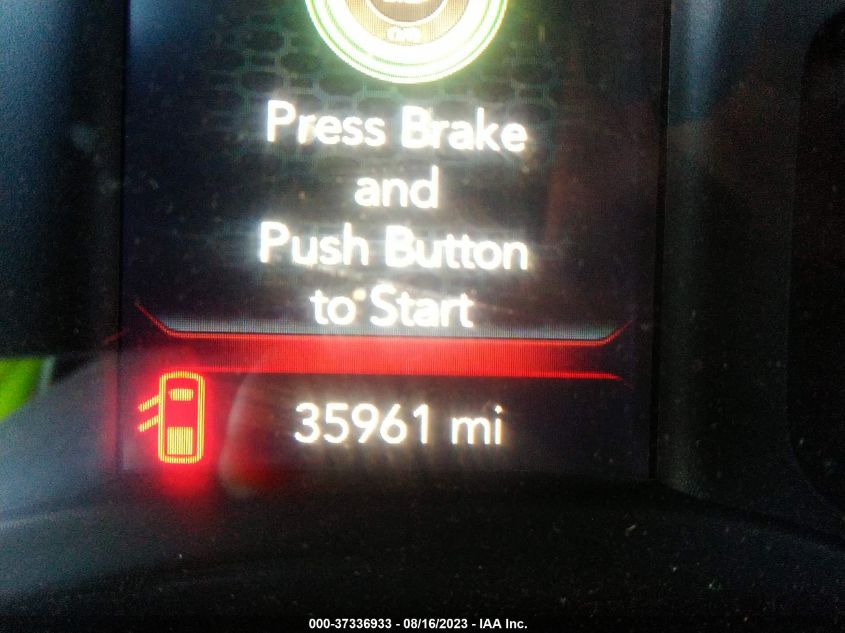 Press Brake
and
Push Button
to Start
35961 mi
000-37336933 - 08/16/2023 - IAA Inc.